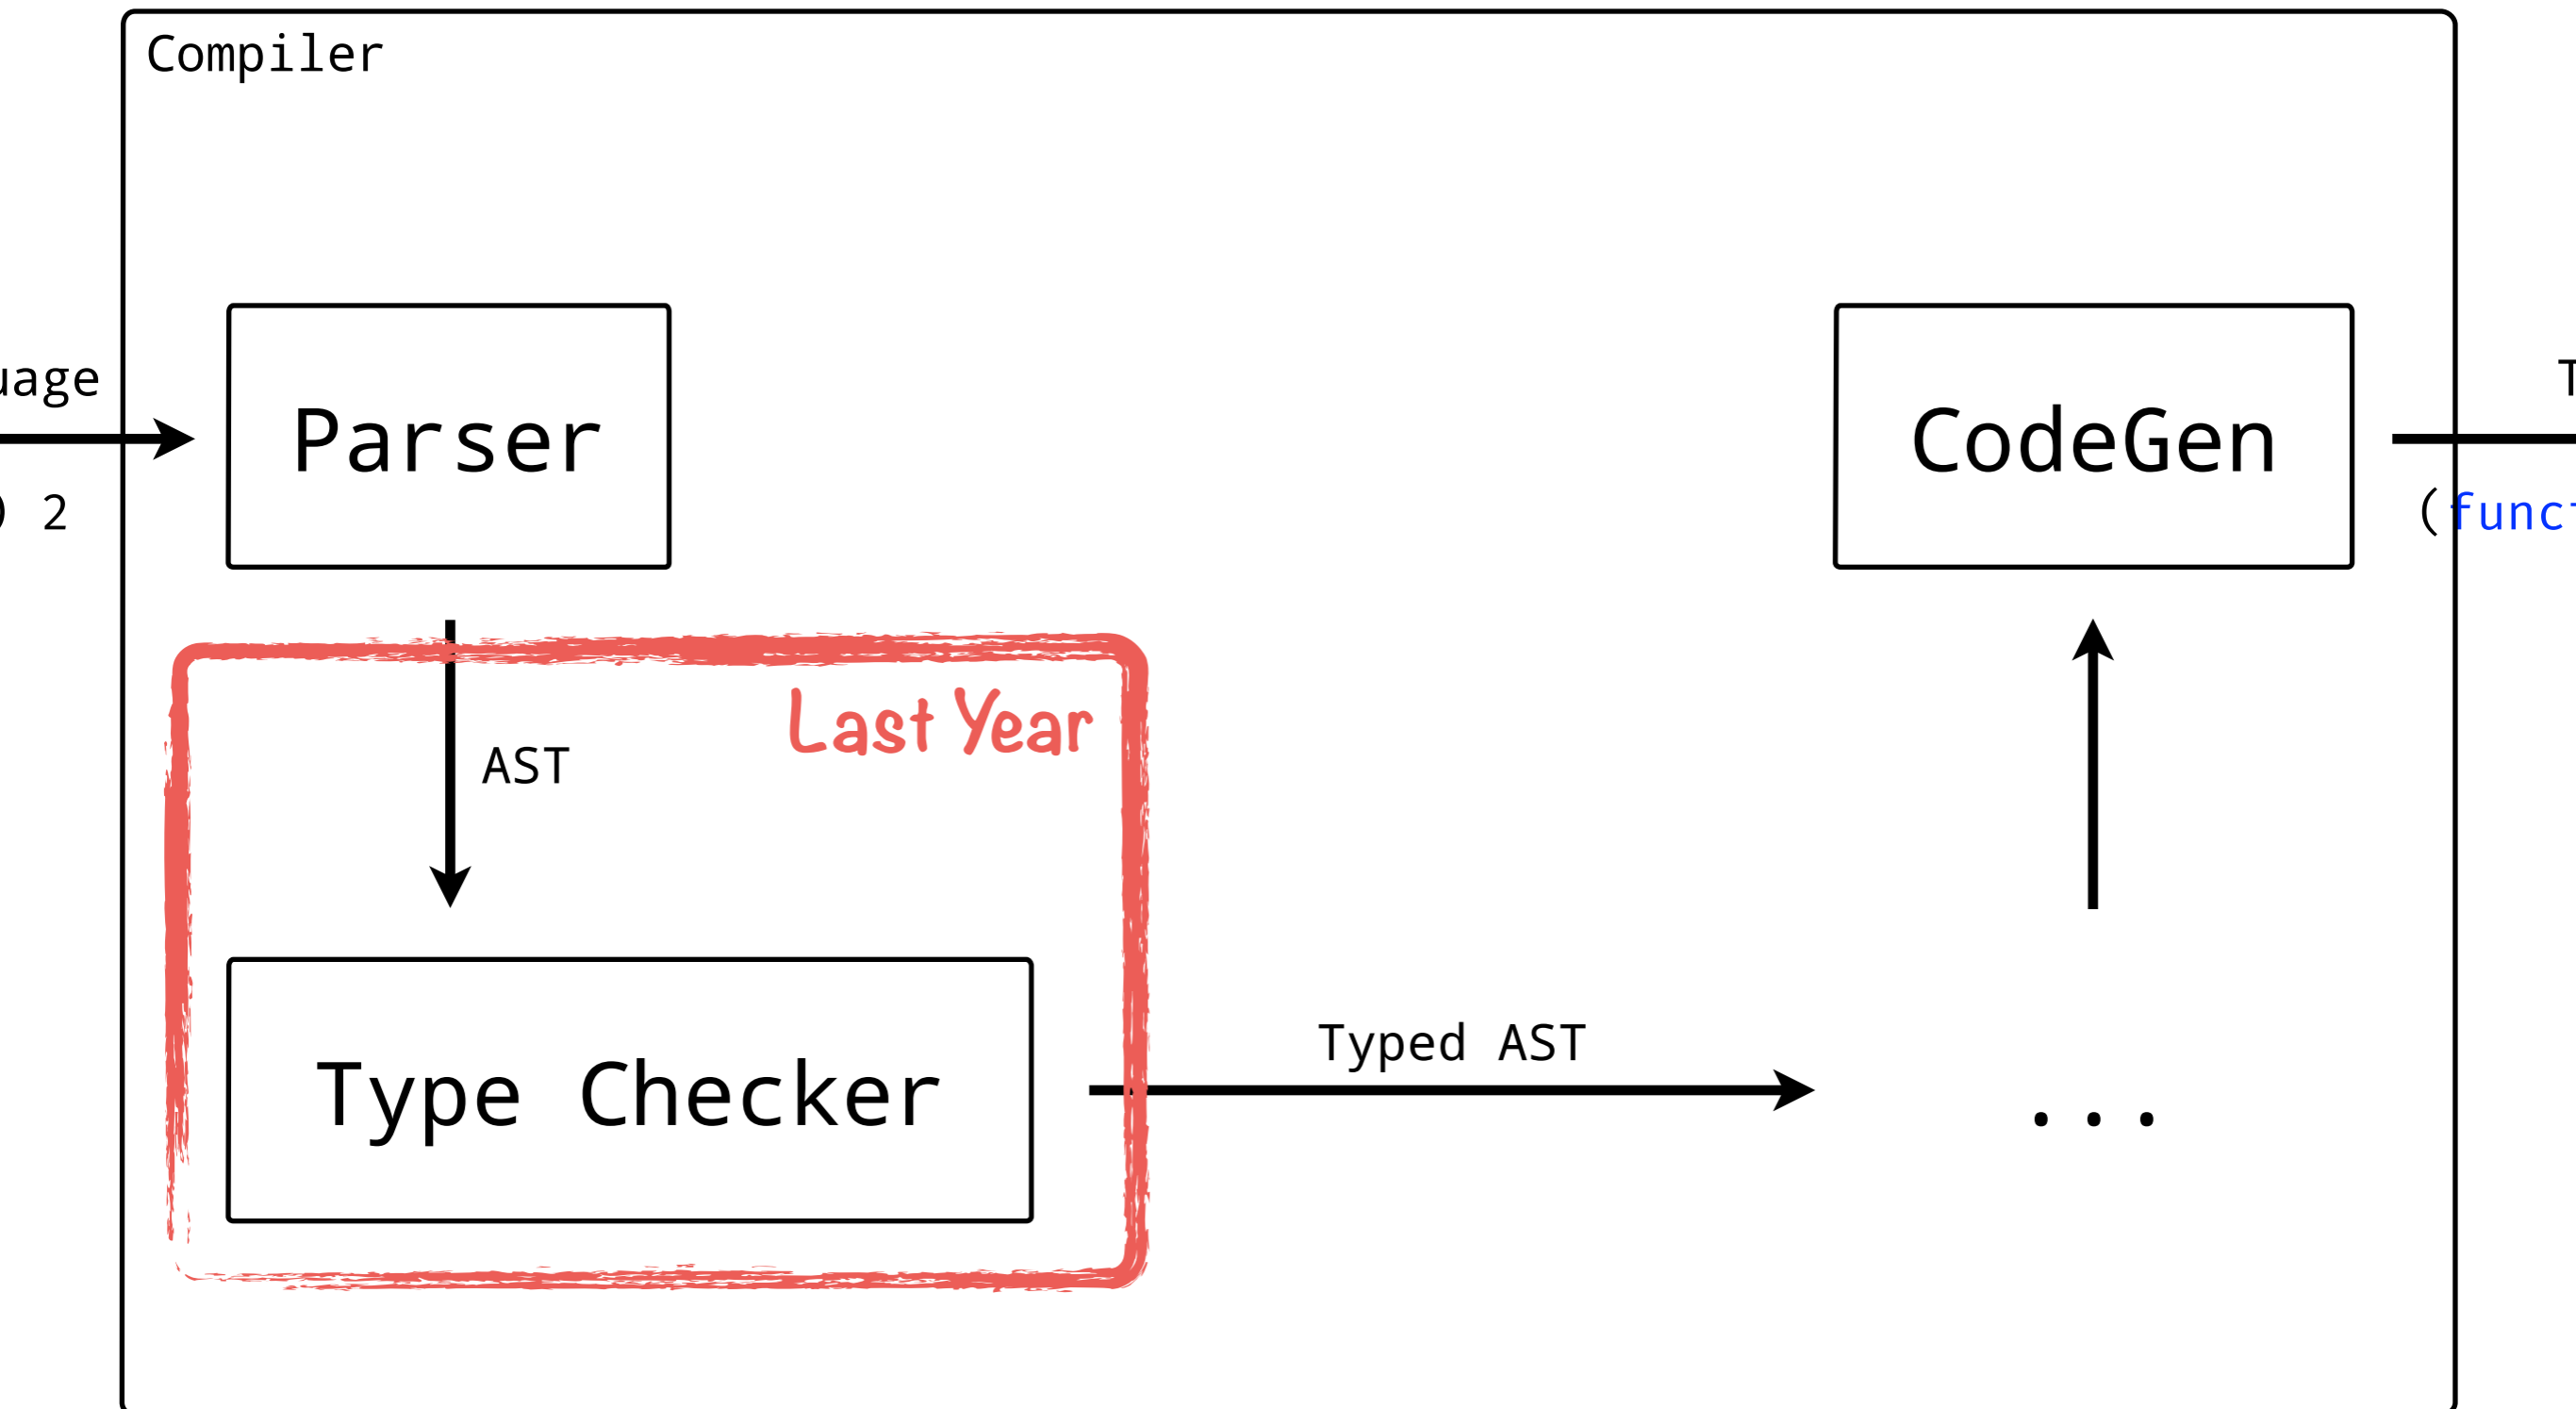 Compiler
uage
) 2
Parser
CodeGen
T
(func
Last Year
AST
Type Checker
Typed AST
...